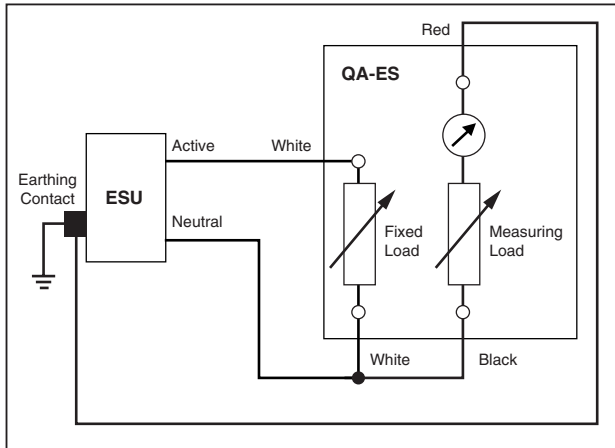 Red
QA-ES
Active
White
Earthing
Contact
ESU
Neutral
Fixed
Load
Measuring
Load
White
Black